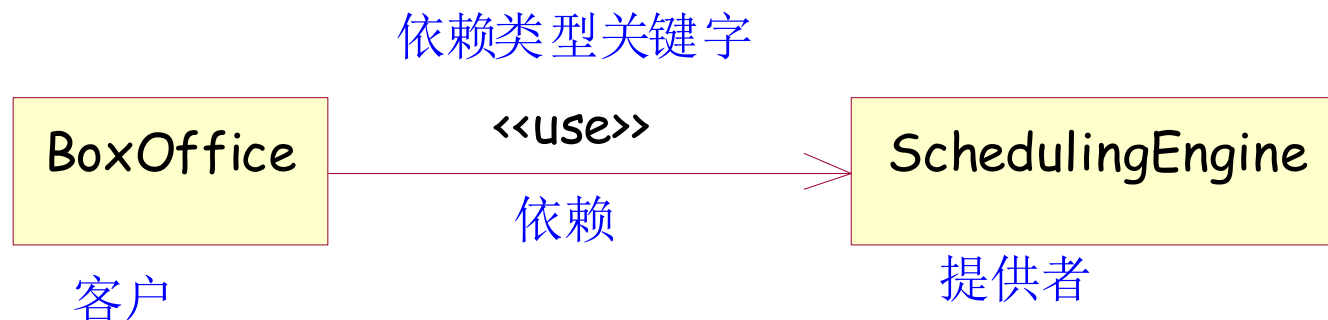 依赖类型关键字
<<use>>
BoxOffice
SchedulingEngine
依赖
客户
提供者